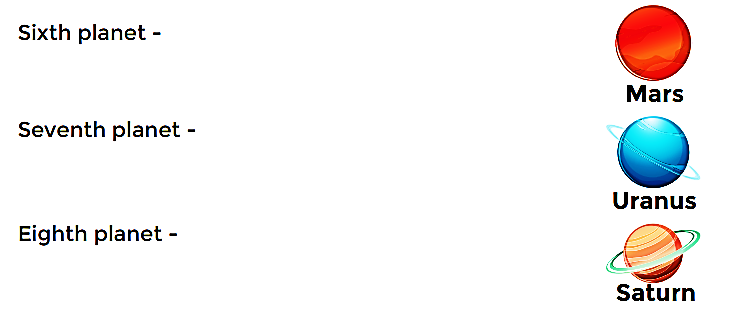 Sixth planet -
Mars
Seventh planet -
Uranus
Eighth planet -
Saturn